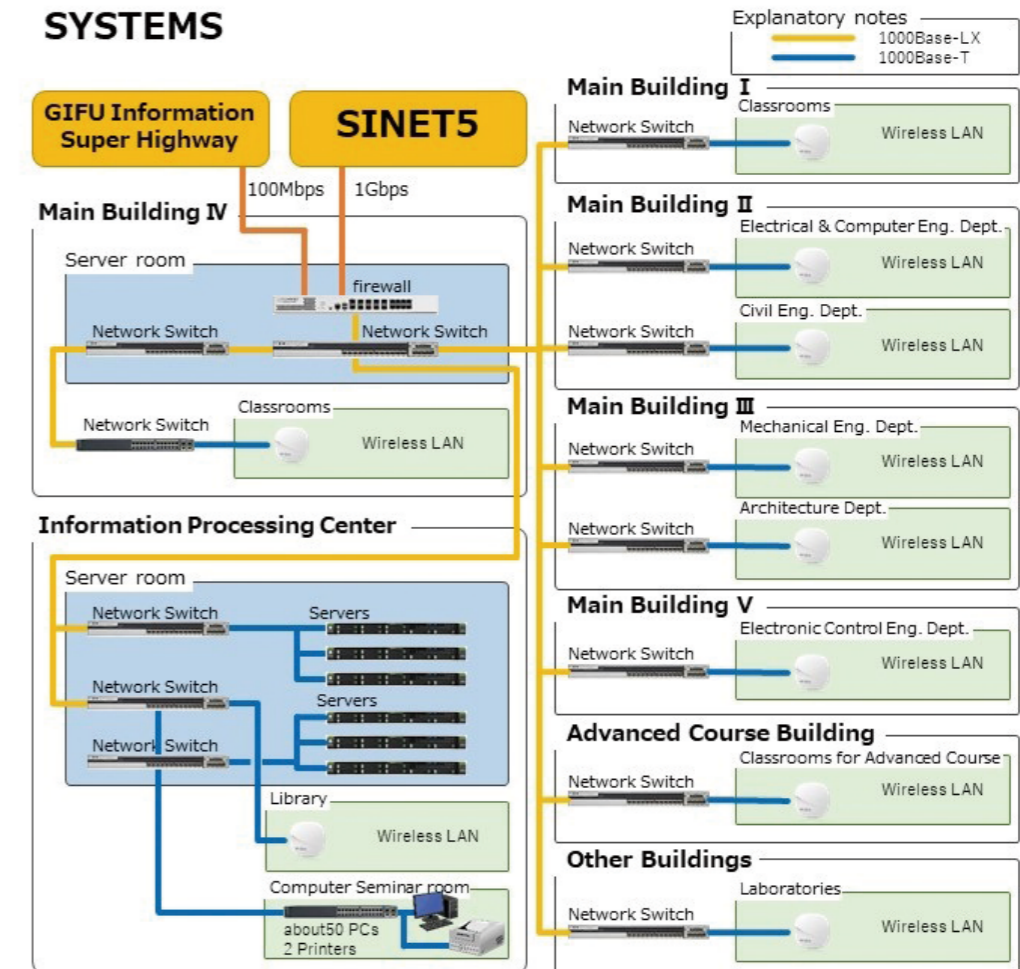 SYSTEMS
Explanatory notes
1000Base-LX
1000Base-T
GIFU Information
Super Highway
SINET5
100Mbps
1Gbps
Main Building Ⅳ
Server room
firewall
Network Switch
Network Switch
Classrooms
Network Switch
Wireless LAN
Information Processing Center
Server room
Network Switch
Servers
Network Switch
Servers
Network Switch
Library
Wireless LAN
Computer Seminar room
about50 PCs
2 Printers
Main Building Ⅰ
Classrooms
Network Switch
Wireless LAN
Main Building Ⅱ
Electrical & Computer Eng. Dept.
Network Switch
Wireless LAN
Civil Eng. Dept.
Network Switch
Wireless LAN
Main Building Ⅲ
Mechanical Eng. Dept.
Network Switch
Wireless LAN
Architecture Dept.
Network Switch
Wireless LAN
Main Building Ⅴ
Electronic Control Eng. Dept.
Network Switch
Wireless LAN
Advanced Course Building
Classrooms for Advanced Course
Network Switch
Wireless LAN
Other Buildings
Laboratories
Network Switch
Wireless LAN